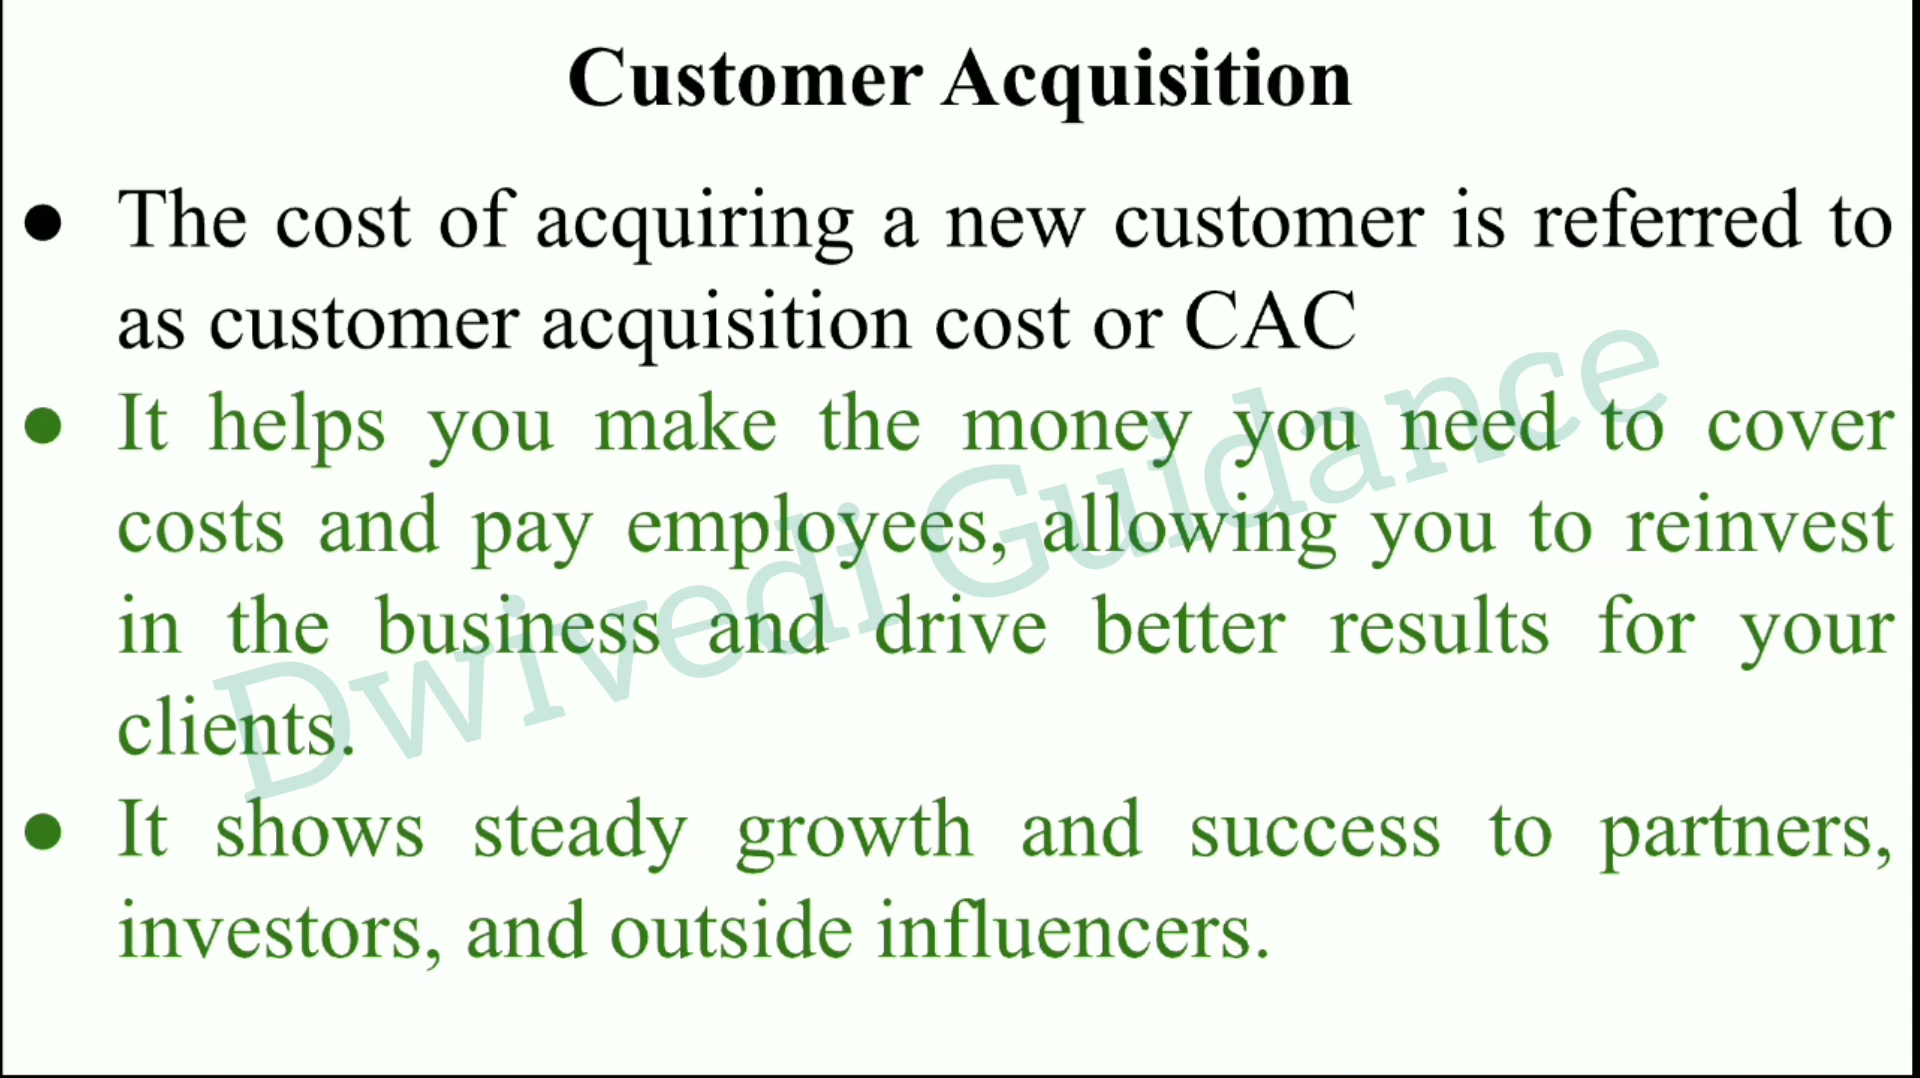 Customer Acquisition
● The cost of acquiring a new customer is referred to
as customer acquisition cost or CAC
● It helps you make the money you need to cover
costs and pay employees, allowing you to reinvest
in the business and drive better results for your
clients.
● It shows steady growth and success to partners,
investors, and outside influencers.
Dwivedi Guidance